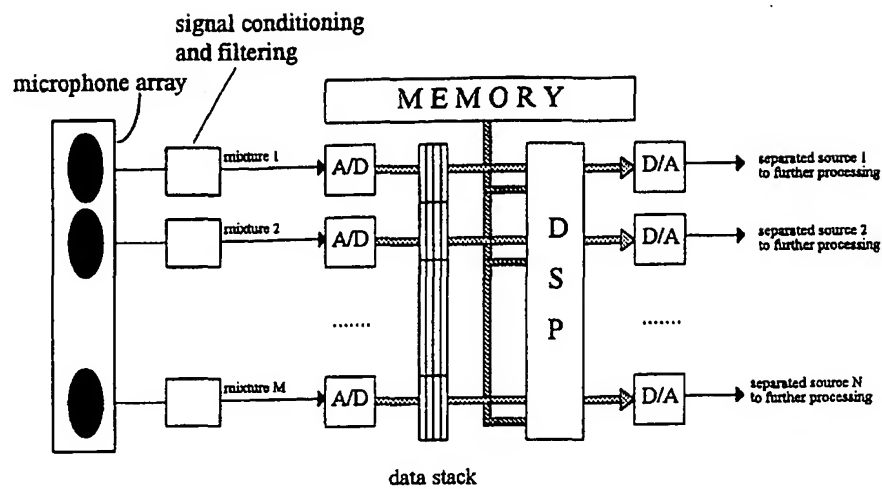 signal conditioning
and filtering
microphone array
MEMORY
mixture 1
A/D
D/A
separated source 1
to further processing
mixture 2
A/D
D/A
separated source 2
to further processing
D
S
P
.......
.......
mixture M
A/D
D/A
separated source N
to further processing
data stack